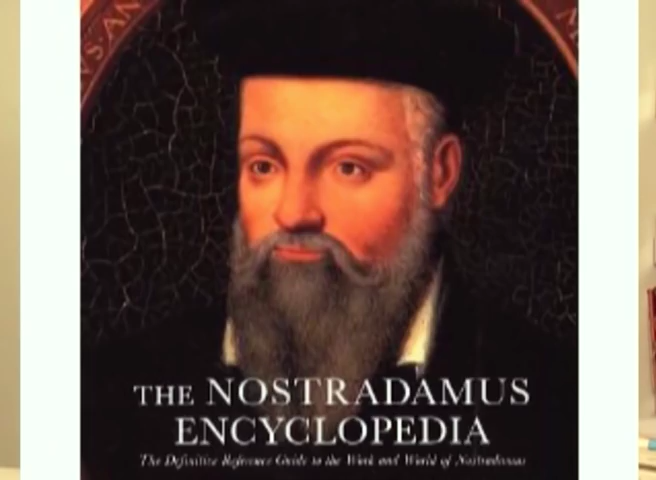 THE NOSTRADAMUS
ENCYCLOPEDIA
The Definitive Reference Guide to the Work and World of Nostradamus